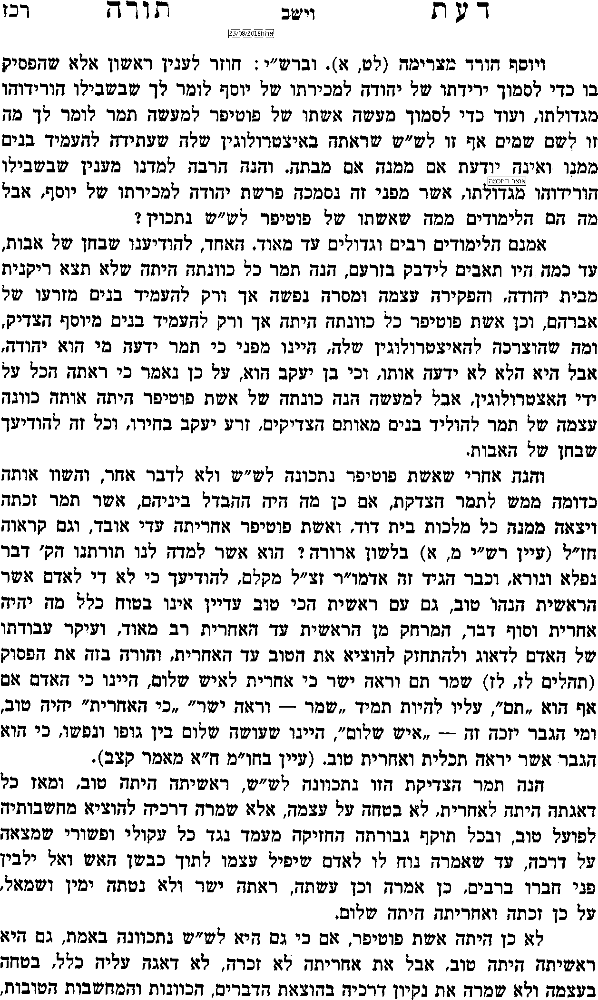 דעת וישב תורה רכז
אהח23/08/2018
ויוסף הורד מצרימה (לט, א). וברש״י: חוזר לענין ראשון אלא שהפסיק
בו כדי לסמוך ירידתו של יהודה למכירתו של יוסף לומר לך שבשבילו הורידוהו
מגדולתו, ועוד כדי לסמוך מעשה אשתו של פוטיפר למעשה תמר לומר לך מה
זו לשם שמים אף זו לש״ש שראתה באיצטרולוגין שלה שעתידה להעמיד בנים
ממנו ואינה יודעת אם ממנה אם מבתה. והנה הרבה למדנו מענין שבשבילו
אוצר החכמה
הורידוהו מגדולתו, אשר מפני זה נסמכה פרשת יהודה למכירתו של יוסף, אבל
מה הם הלימודים ממה שאשתו של פוטיפר לש״ש נתכוין?
אמנם הלימודים רבים וגדולים עד מאוד. האחד, להודיענו שבחן של אבות,
עד כמה היו תאבים לידבק בזרעם, הנה תמר כל כוונתה היתה שלא תצא ריקנית
מבית יהודה, והפקירה עצמה ומסרה נפשה אך ורק להעמיד בנים מזרעו של
אברהם, וכן אשת פוטיפר כל כוונתה היתה אך ורק להעמיד בנים מיוסף הצדיק,
ומה שהוצרכה להאיצטרולוגין שלה, היינו מפני כי תמר ידעה מי הוא יהודה,
אבל היא הלא לא ידעה אותו, וכי בן יעקב הוא, על כן נאמר כי ראתה הכל על
ידי האצטרולוגין, אבל למעשה הנה כונתה של אשת פוטיפר היתה אותה כוונה
עצמה של תמר להוליד בנים מאותם הצדיקים, זרע יעקב בחירו, וכל זה להודיעך
שבחן של האבות.
והנה אחרי שאשת פוטיפר נתכונה לש״ש ולא לדבר אחר, והשוו אותה
כדומה ממש לתמר הצדקת, אם כן מה היה ההבדל ביניהם, אשר תמר זכתה
ויצאה ממנה כל מלכות בית דוד, ואשת פוטיפר אחריתה עדי אובד, וגם קראוה
חז״ל (עיין רש״י מ, א) בלשון ארורה? הוא אשר למדה לנו תורתנו הק׳ דבר
נפלא ונורא, וכבר הגיד זה אדמו״ר זצ״ל מקלם, להודיעך כי לא די לאדם אשר
הראשית הנהו טוב, גם עם ראשית הכי טוב עדיין אינו בטוח כלל מה יהיה
אחרית וסוף דבר, המרחק מן הראשית עד האחרית רב מאוד, ועיקר עבודתו
של האדם לדאוג ולהתחזק להוציא את הטוב עד האחרית, והורה בזה את הפסוק
(תהלים לז, לז) שמר תם וראה ישר כי אחרית לאיש שלום, היינו כי האדם אם
אף הוא „תם״, עליו להיות תמיד „שמר — וראה ישר״ „כי האחרית״ יהיה טוב,
ומי הגבר יזכה זה — „איש שלום״, היינו שעושה שלום בין גופו ונפשו, כי הוא
הגבר אשר יראה תכלית ואחרית טוב. (עיין בחו״מ ח״א מאמר קצב).
הנה תמר הצדיקת הזו נתכוונה לש״ש, ראשיתה היתה טוב, ומאז כל
דאגתה היתה לאחרית, לא בטחה על עצמה, אלא שמרה דרכיה להוציא מחשבותיה
לפועל טוב, ובכל תוקף גבורתה החזיקה מעמד נגד כל עקולי ופשורי שמצאה
על דרכה, עד שאמרה נוח לו לאדם שיפיל עצמו לתוך כבשן האש ואל ילבין
פני חברו ברבים, כן אמרה וכן עשתה, ראתה ישר ולא נטתה ימין ושמאל,
על כן זכתה ואחריתה היתה שלום.
לא כן היתה אשת פוטיפר, אם כי גם היא לש״ש נתכוונה באמת, גם היא
ראשיתה היתה טוב, אבל את אחריתה לא זכרה, לא דאגה עליה כלל, בטחה
בעצמה ולא שמרה את נקיון דרכיה בהוצאת הדברים, הכוונות והמחשבות הטובות,